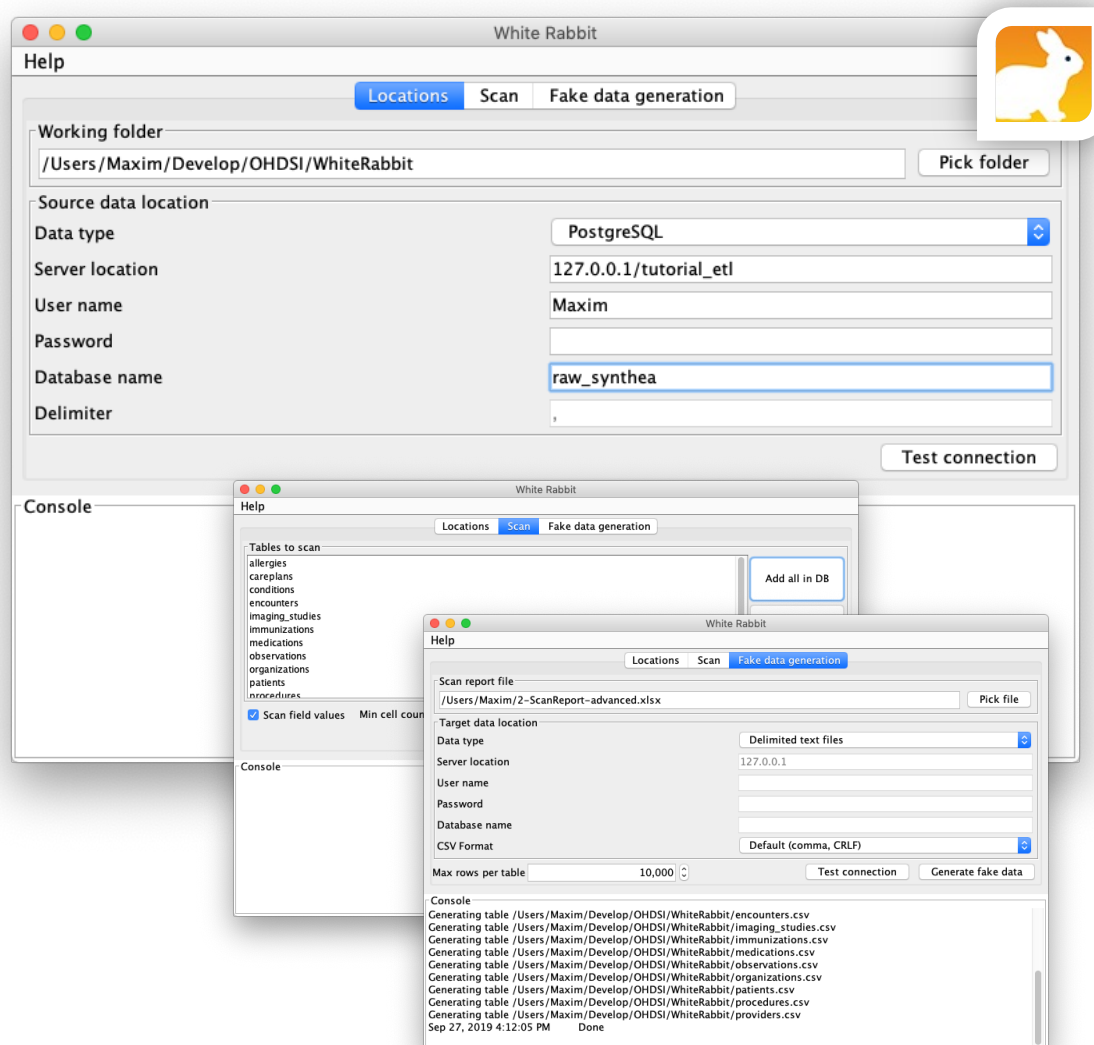 White Rabbit
Help
Locations Scan Fake data generation
Working folder
/Users/Maxim/Develop/OHDSI/WhiteRabbit Pick folder
Source data location
Data type PostgreSQL
Server location 127.0.0.1/tutorial_etl
User name Maxim
Password
Database name raw_synthea
Delimiter ,
Test connection
Console
White Rabbit
Help
Locations Scan Fake data generation
Tables to scan
allergies
careplans
conditions
encounters
imaging_studies
immunizations
medications
observations
organizations
patients
procedures
Add all in DB
Scan field values Min cell coun
Console
White Rabbit
Help
Locations Scan Fake data generation
Scan report file
/Users/Maxim/2-ScanReport-advanced.xlsx Pick file
Target data location
Data type Delimited text files
Server location 127.0.0.1
User name
Password
Database name
CSV Format Default (comma, CRLF)
Max rows per table 10,000 Test connection Generate fake data
Console
Generating table /Users/Maxim/Develop/OHDSI/WhiteRabbit/encounters.csv
Generating table /Users/Maxim/Develop/OHDSI/WhiteRabbit/imaging_studies.csv
Generating table /Users/Maxim/Develop/OHDSI/WhiteRabbit/immunizations.csv
Generating table /Users/Maxim/Develop/OHDSI/WhiteRabbit/medications.csv
Generating table /Users/Maxim/Develop/OHDSI/WhiteRabbit/observations.csv
Generating table /Users/Maxim/Develop/OHDSI/WhiteRabbit/organizations.csv
Generating table /Users/Maxim/Develop/OHDSI/WhiteRabbit/patients.csv
Generating table /Users/Maxim/Develop/OHDSI/WhiteRabbit/procedures.csv
Generating table /Users/Maxim/Develop/OHDSI/WhiteRabbit/providers.csv
Sep 27, 2019 4:12:05 PM Done